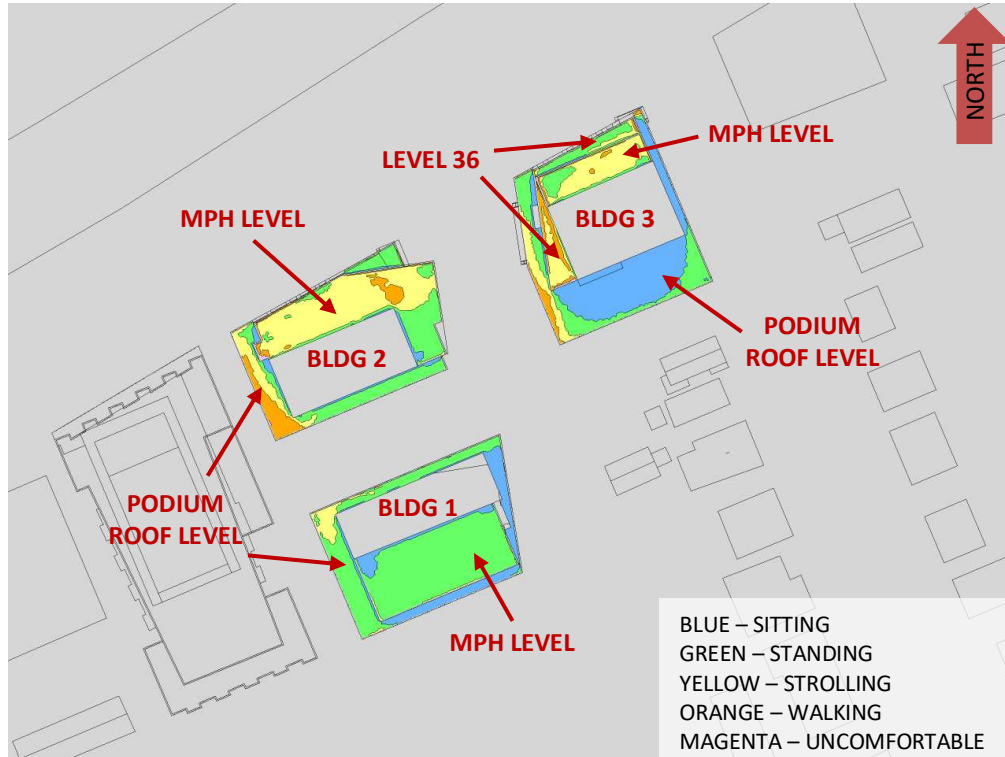 NORTH
LEVEL 36
MPH LEVEL
BLDG 3
MPH LEVEL
PODIUM
ROOF LEVEL
BLDG 2
PODIUM
ROOF LEVEL
BLDG 1
MPH LEVEL
BLUE – SITTING
GREEN – STANDING
YELLOW – STROLLING
ORANGE – WALKING
MAGENTA – UNCOMFORTABLE